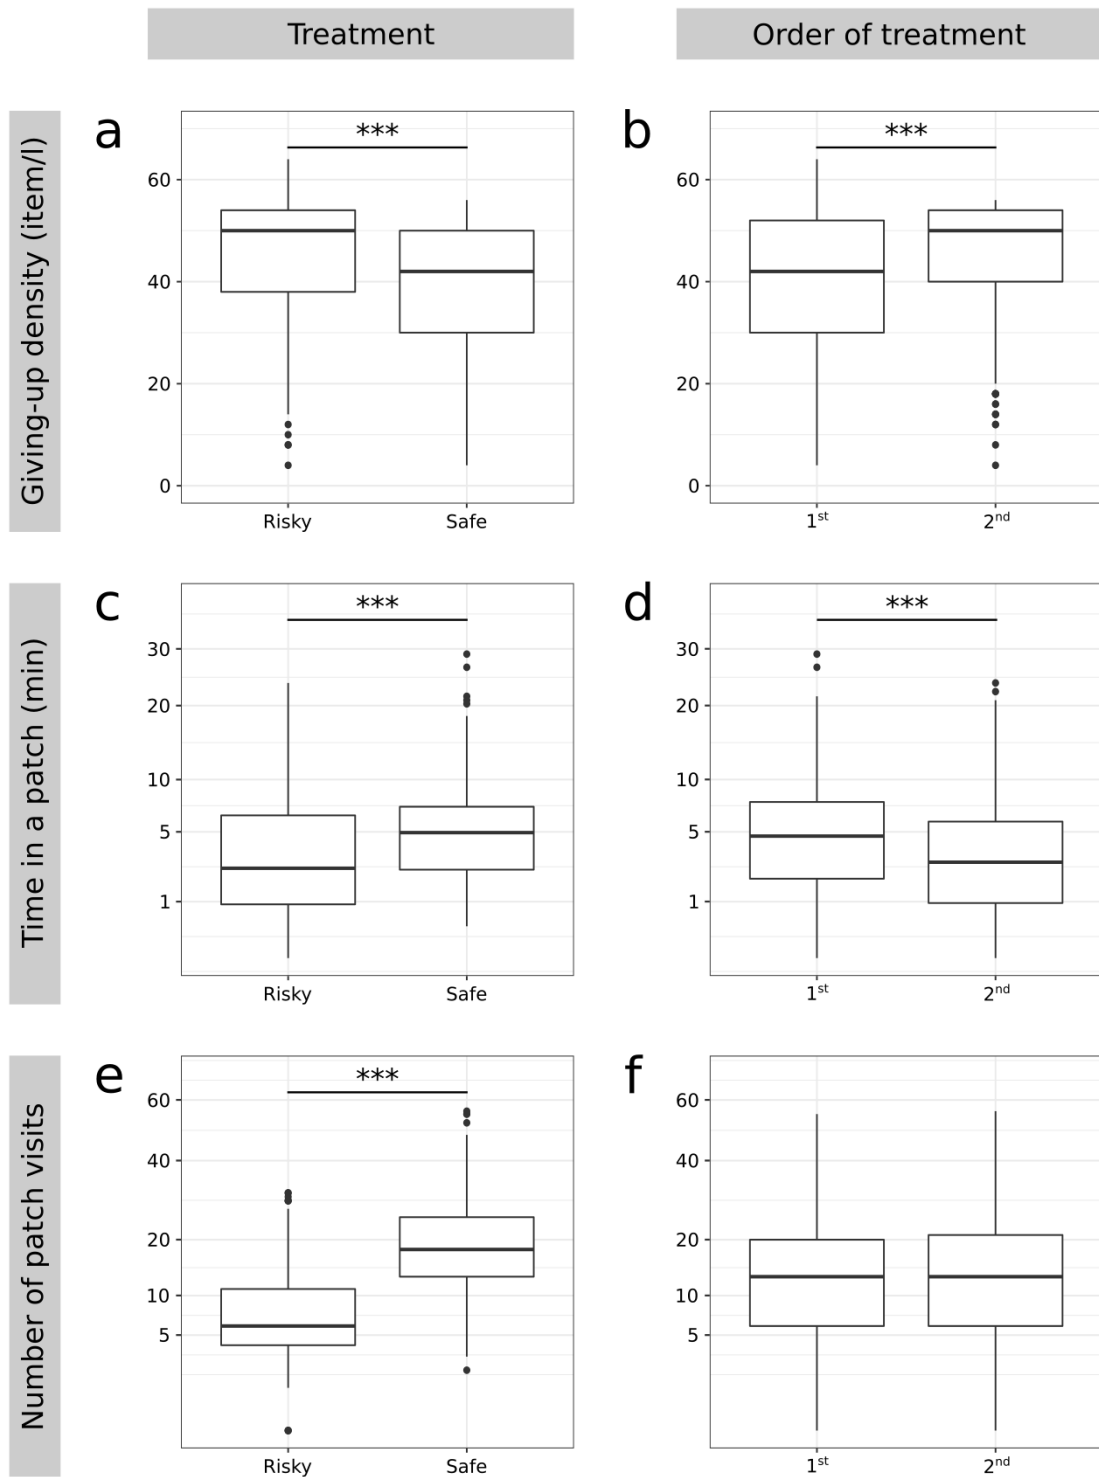 Treatment
Order of treatment
Giving-up density (item/l)
a
***
60
40
20
0
Risky
Safe
b
***
60
40
20
0
1st
2nd
Time in a patch (min)
c
***
30
20
10
5
1
Risky
Safe
d
***
30
20
10
5
1
1st
2nd
Number of patch visits
e
***
60
40
20
10
5
Risky
Safe
f
60
40
20
10
5
1st
2nd